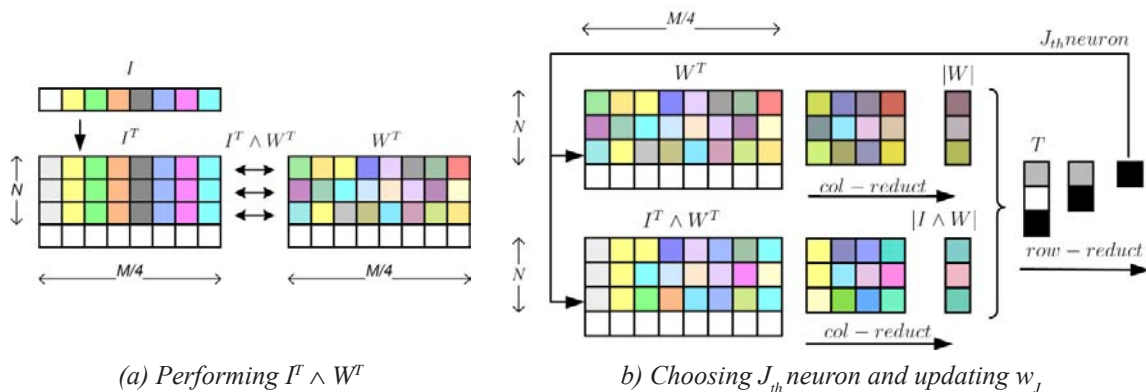 I
I^T
I^T ∧ W^T
W^T
N
M/4
M/4
(a) Performing I^T ∧ W^T
M/4
J_th neuron
W^T
|W|
N
T
col − reduct
I^T ∧ W^T
|I ∧ W|
N
row − reduct
col − reduct
b) Choosing J_th neuron and updating w_J